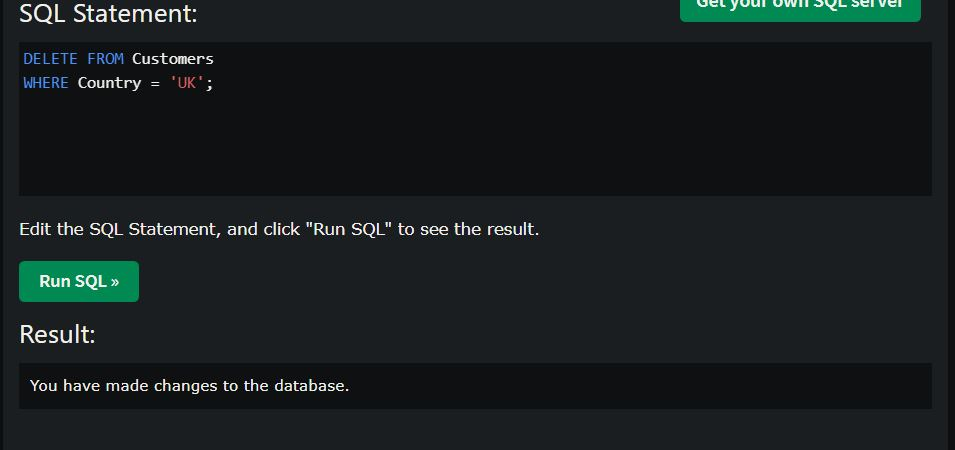 SQL Statement:
Get your own SQL server
DELETE FROM Customers
WHERE Country = 'UK';
Edit the SQL Statement, and click "Run SQL" to see the result.
Run SQL »
Result:
You have made changes to the database.